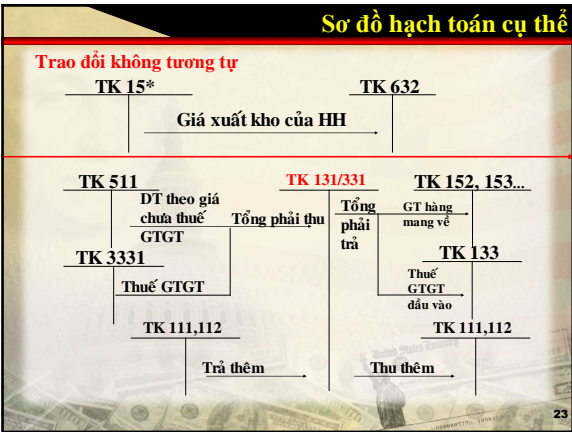 Sơ đồ hạch toán cụ thể
Trao đổi không tương tự
TK 15*
TK 632
Giá xuất kho của HH
TK 511
TK 131/331
TK 152, 153...
DT theo giá
chưa thuế
GTGT
Tổng phải thu
Tổng
phải
trả
GT hàng
mang về
TK 3331
TK 133
Thuế GTGT
Thuế
GTGT
đầu vào
TK 111,112
TK 111,112
Trả thêm
Thu thêm
23